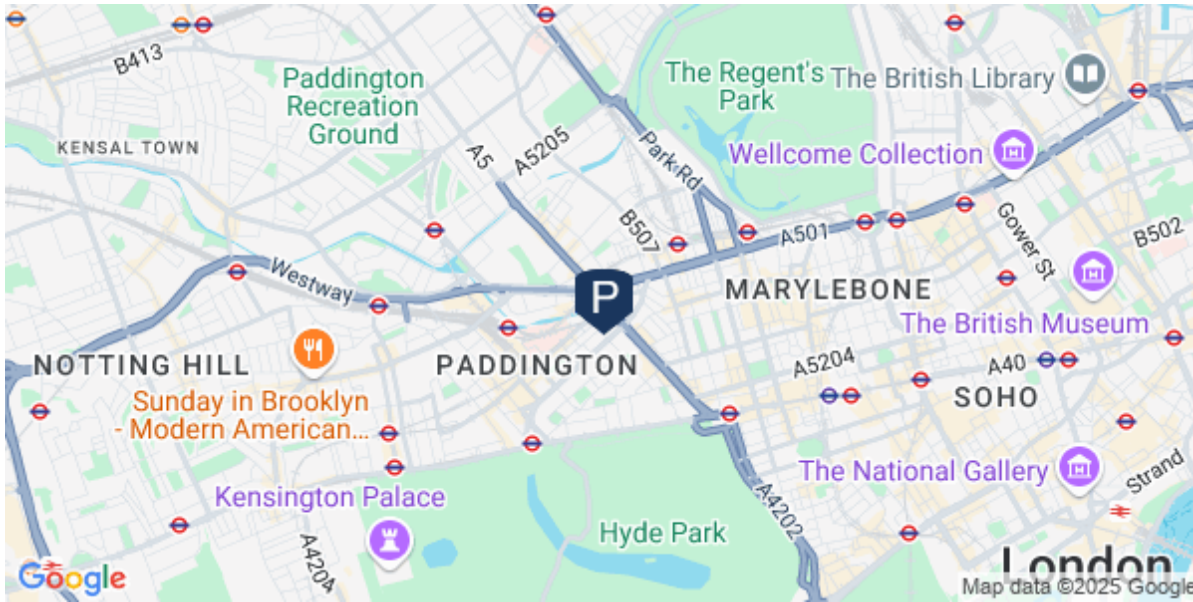 B413
Paddington
Recreation
Ground
The Regent's
Park
The British Library
KENSAL TOWN
A5
A5205
Park Rd
Wellcome Collection
B507
A501
Gower St
B502
Westway
MARYLEBONE
The British Museum
NOTTING HILL
P
PADDINGTON
A5204
A40
Sunday in Brooklyn
- Modern American...
SOHO
Kensington Palace
The National Gallery
Strand
A4202
Hyde Park
A4204
London
Google
Map data ©2025 Google